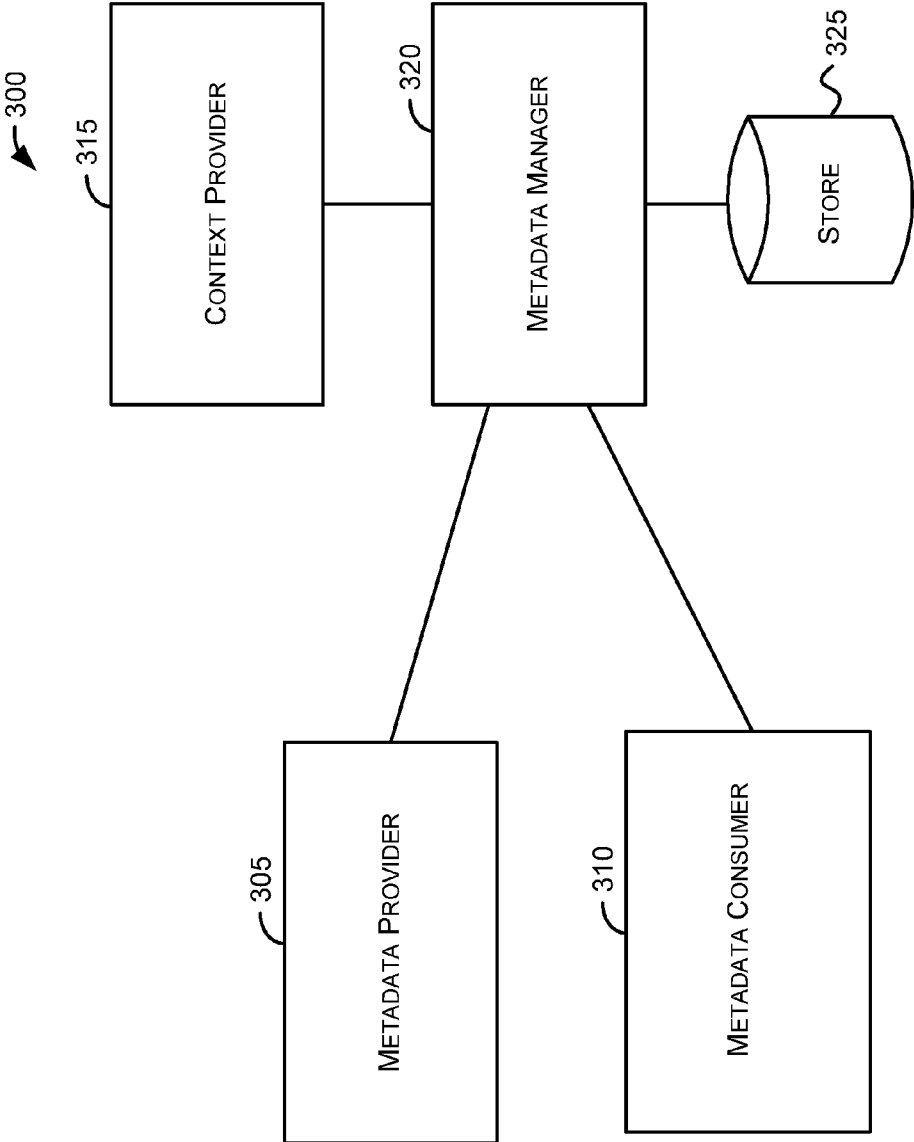 300
315
CONTEXT PROVIDER
320
METADATA MANAGER
325
STORE
305
METADATA PROVIDER
310
METADATA CONSUMER